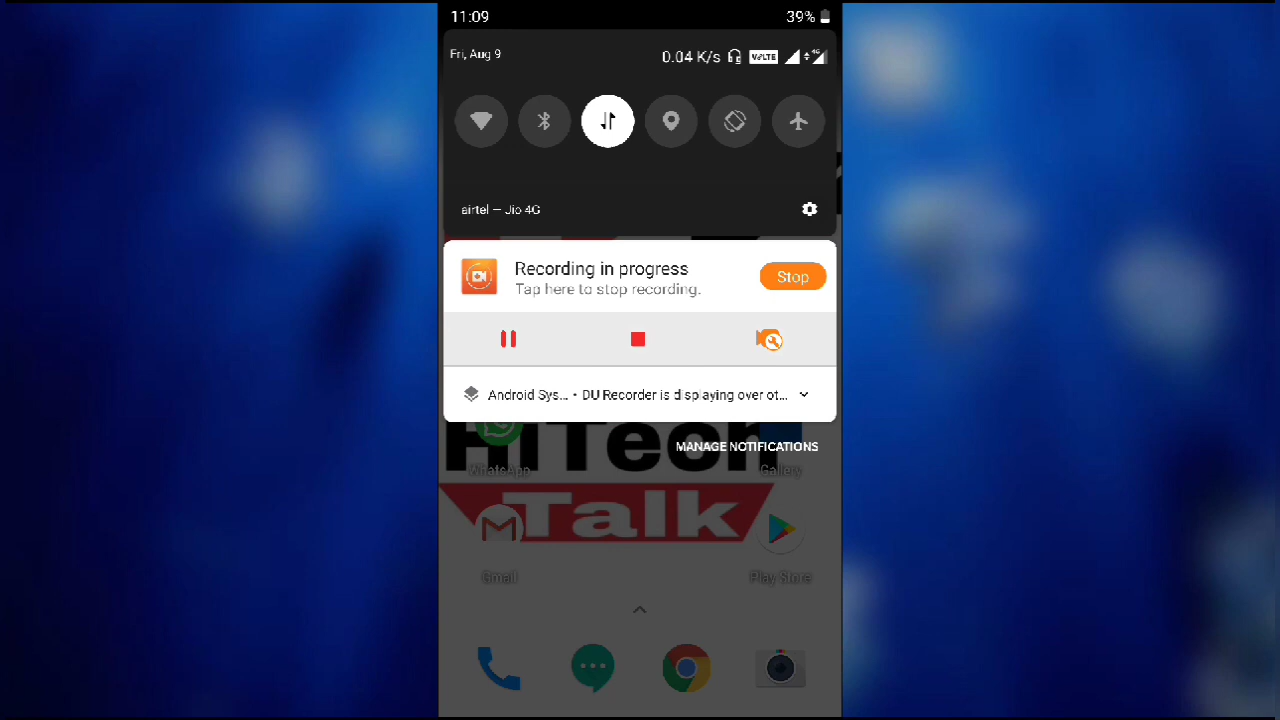 11:09
39%
Fri, Aug 9
0.04 K/s
VoLTE
4G
airtel — Jio 4G
Recording in progress
Tap here to stop recording.
Stop
Android Sys... • DU Recorder is displaying over ot...
MANAGE NOTIFICATIONS
HiTech
WhatsApp
Gallery
Talk
Gmail
Play Store